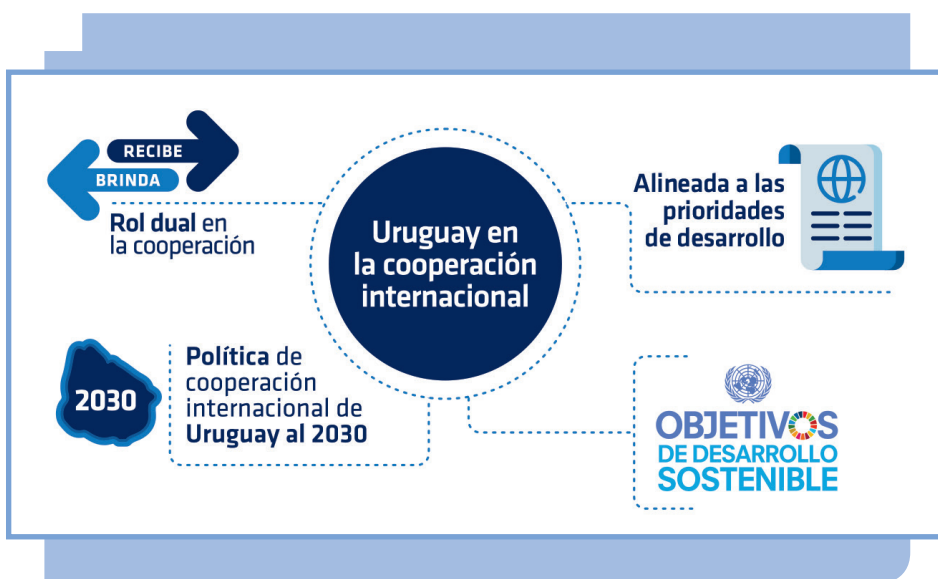 RECIBE
BRINDA
Rol dual en
la cooperación
Uruguay en
la cooperación
internacional
Alineada a las
prioridades
de desarrollo
2030
Política de
cooperación
internacional de
Uruguay al 2030
OBJETIVOS
DE DESARROLLO
SOSTENIBLE